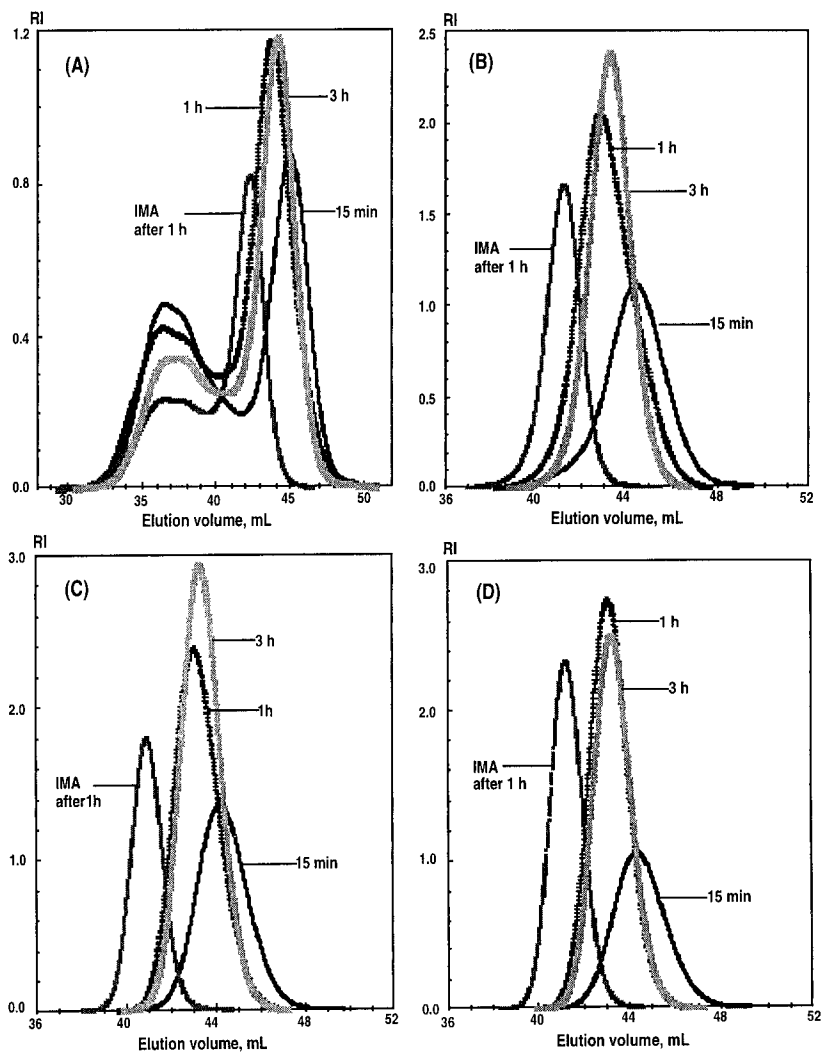 RI
1.2
(A)
3 h
1 h
0.8
IMA
after 1 h
15 min
0.4
0.0
30 35 40 45 50
Elution volume, mL
RI
2.5
(B)
2.0
1 h
3 h
1.5
IMA
after 1 h
1.0
15 min
0.5
0.0
36 40 44 48 52
Elution volume, mL
RI
3.0
(C)
3 h
2.0
1h
IMA
after1h
1.0
15 min
0.0
36 40 44 48 52
Elution volume, mL
RI
3.0
(D)
1 h
3 h
2.0
IMA
after 1 h
1.0
15 min
0.0
36 40 44 48 52
Elution volume, mL